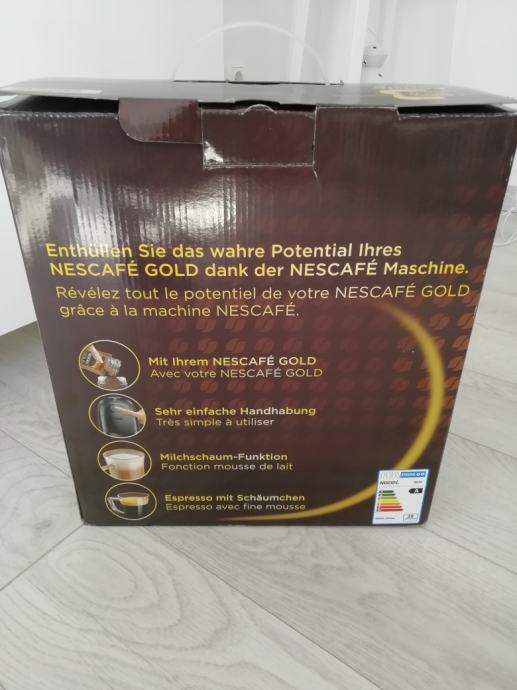 Enthüllen Sie das wahre Potential Ihres
NESCAFÉ GOLD dank der NESCAFÉ Maschine.
Révélez tout le potentiel de votre NESCAFÉ GOLD
grâce à la machine NESCAFÉ.
Mit Ihrem NESCAFÉ GOLD
Avec votre NESCAFÉ GOLD
Sehr einfache Handhabung
Très simple à utiliser
Milchschaum-Funktion
Fonction mousse de lait
Espresso mit Schäumchen
Espresso avec fine mousse
A